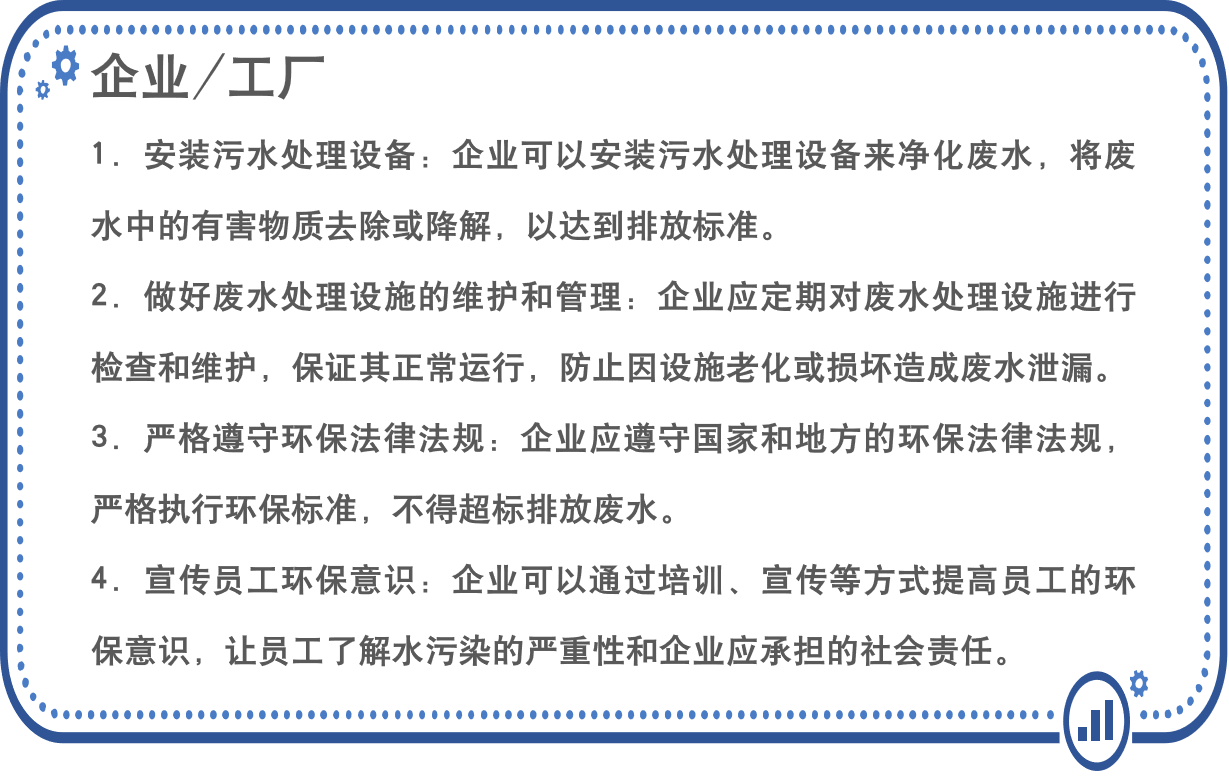 企业／工厂
1. 安装污水处理设备：企业可以安装污水处理设备来净化废水，将废
水中的有害物质去除或降解，以达到排放标准。
2. 做好废水处理设施的维护和管理：企业应定期对废水处理设施进行
检查和维护，保证其正常运行，防止因设施老化或损坏造成废水泄漏。
3. 严格遵守环保法律法规：企业应遵守国家和地方的环保法律法规，
严格执行环保标准，不得超标排放废水。
4. 宣传员工环保意识：企业可以通过培训、宣传等方式提高员工的环
保意识，让员工了解水污染的严重性和企业应承担的社会责任。